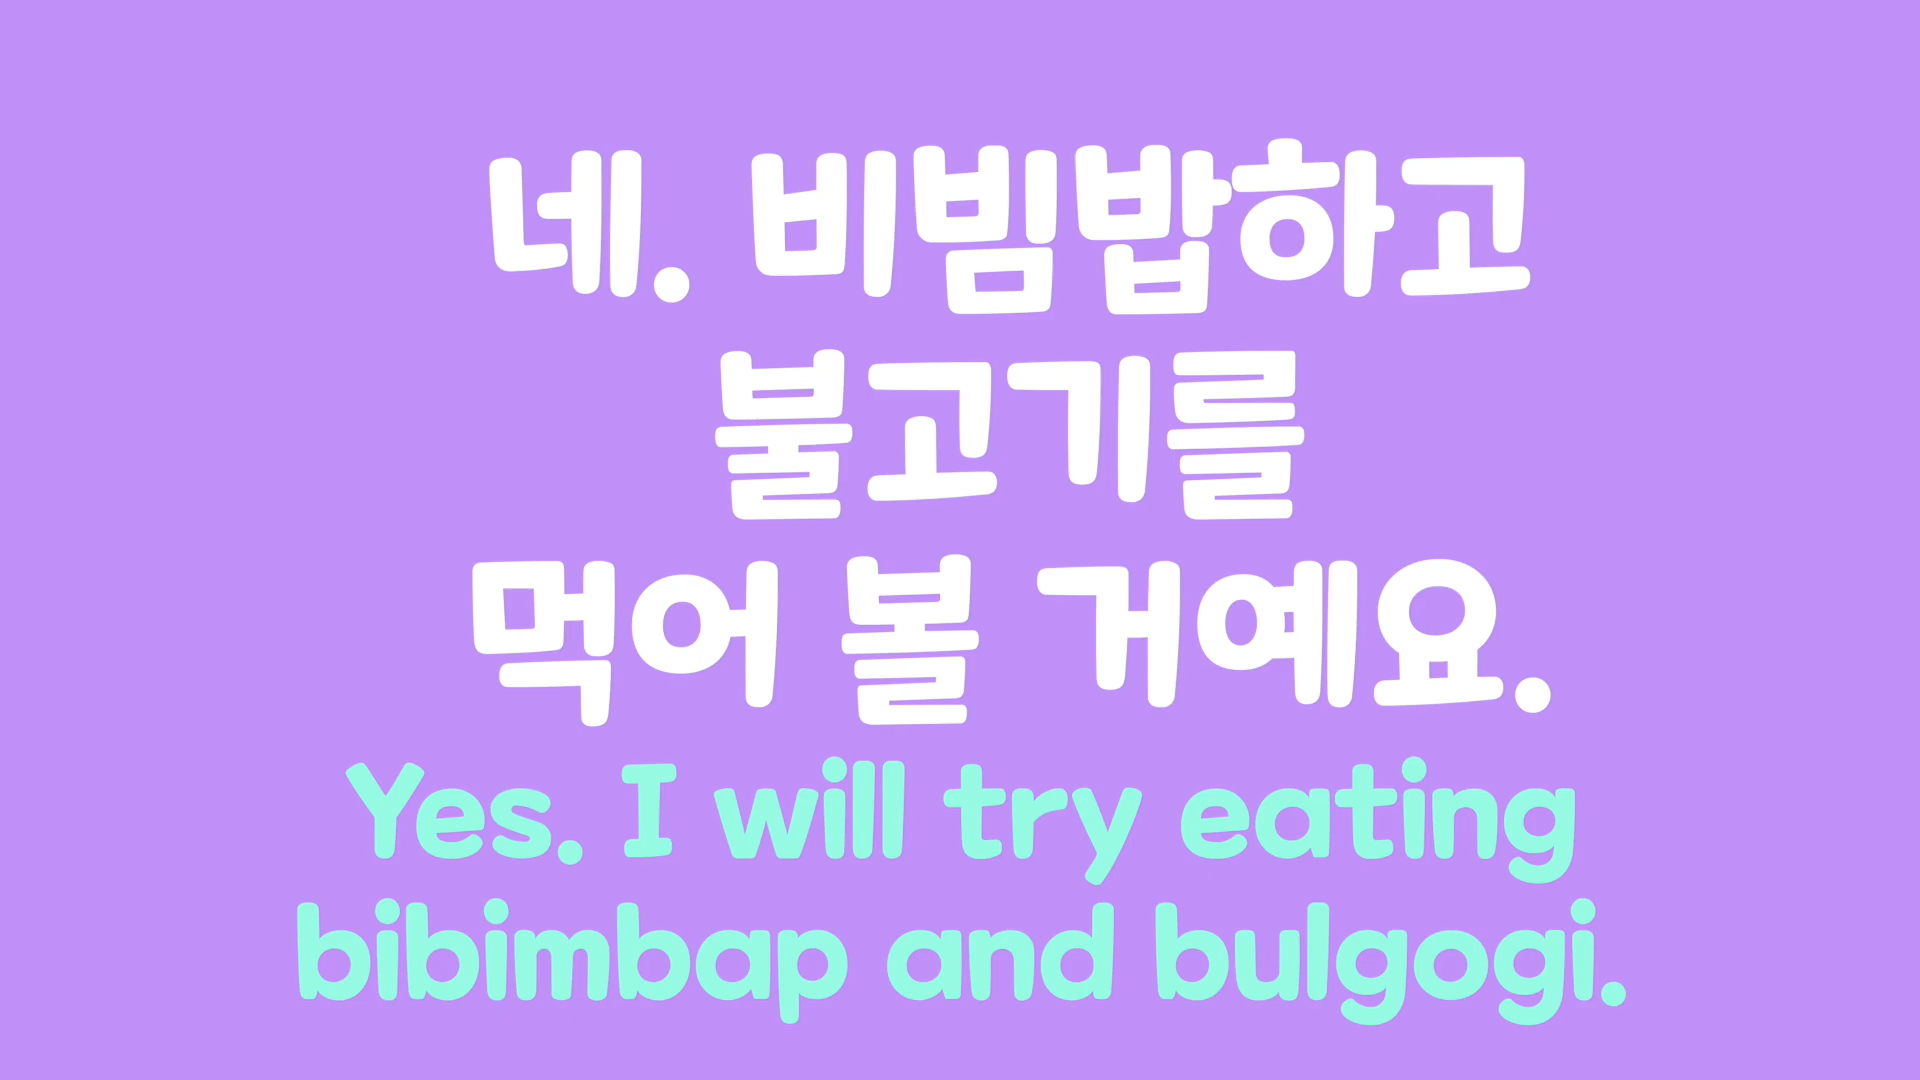 네. 비빔밥하고
불고기를
먹어 볼 거예요.
Yes. I will try eating
bibimbap and bulgogi.